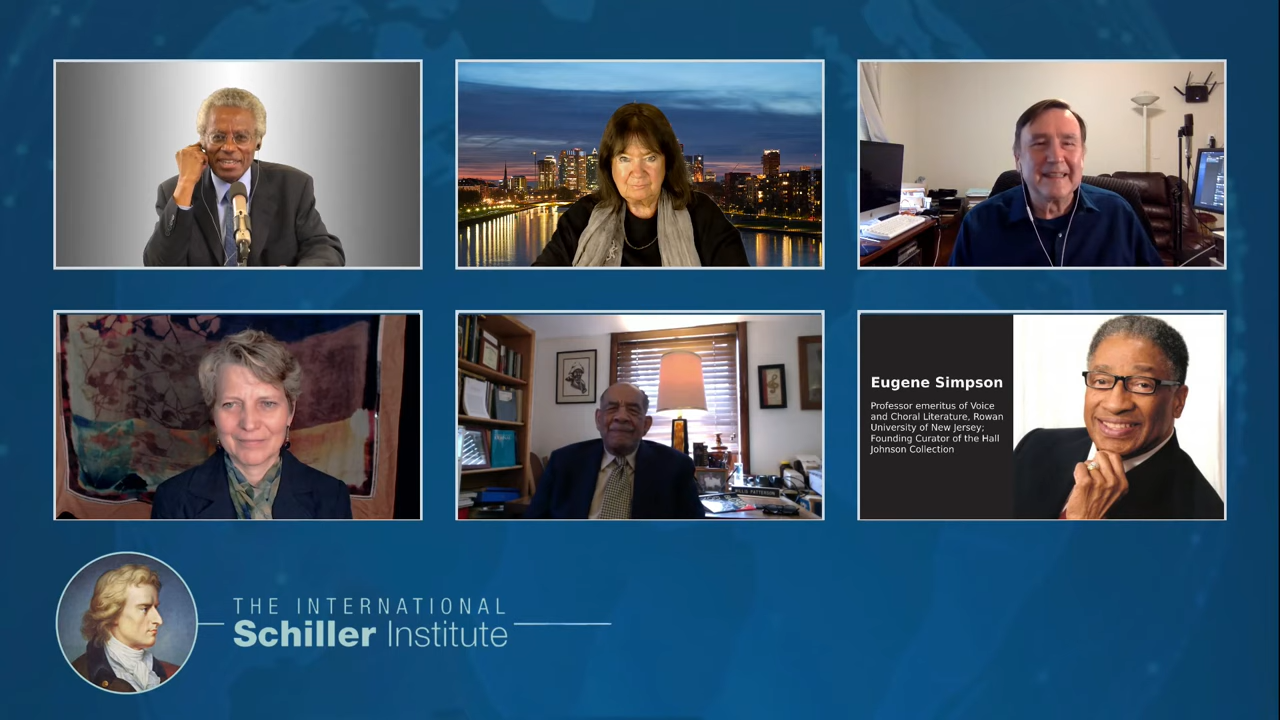 Eugene Simpson
Professor emeritus of Voice
and Choral Literature, Rowan
University of New Jersey;
Founding Curator of the Hall
Johnson Collection
PATTERSON
THE INTERNATIONAL
Schiller Institute